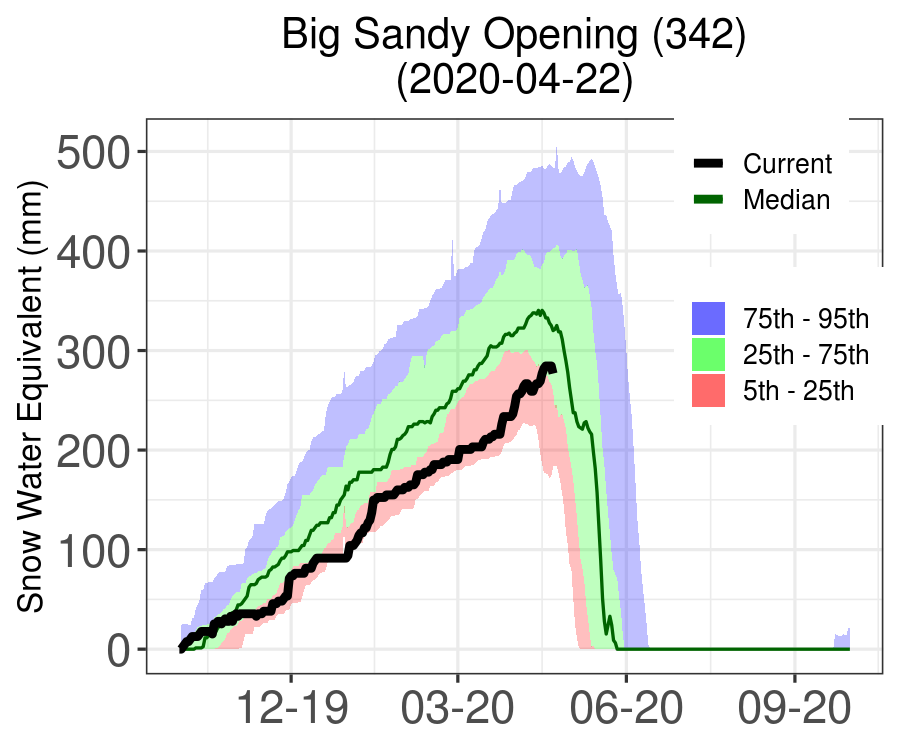 Big Sandy Opening (342)
(2020-04-22)
Snow Water Equivalent (mm)
500
400
300
200
100
0
12-19
03-20
06-20
09-20
Current
Median
75th - 95th
25th - 75th
5th - 25th